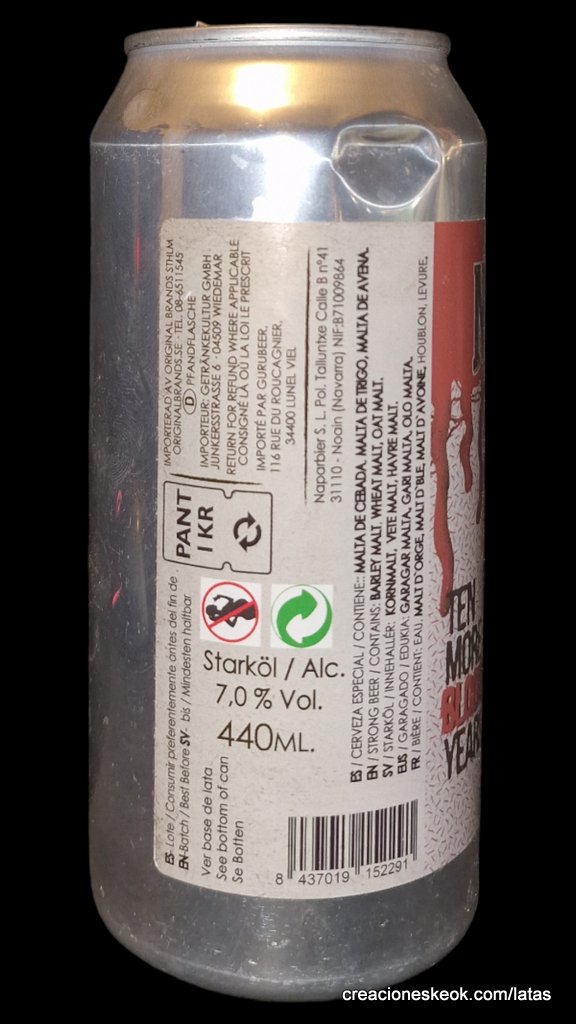 IMPORTERAD AV ORIGINAL BRANDS STHLM
ORIGINALBRANDS.SE · TEL. 08-6511545
D PFANDFLASCHE
IMPORTEUR: GETRÄNKEKULTUR GMBH
JUNKERSSTRASSE 6 · 04509 WIEDEMAR
RETURN FOR REFUND WHERE APPLICABLE
CONSIGNÉ LÀ OÙ LA LOI LE PRESCRIT
IMPORTÉ PAR GURUBEER,
116 RUE DU ROUCAGNIER,
34400 LUNEL VIEL
Naparbier S. L. Pol. Talluntxe Calle B nº41
31110 - Noain (Navarra) NIF:B71009864
PANT
1 KR
ES- Lote / Consumir preferentemente ántes del fin de
EN-Batch / Best Before SV- bis / Mindesten haltbar
Ver base de lata
See bottom of can
Se Botten
Starköl / Alc.
7,0 % Vol.
440ML.
ES / CERVEZA ESPECIAL / CONTIENE:: MALTA DE CEBADA, MALTA DE TRIGO, MALTA DE AVENA.
EN / STRONG BEER / CONTAINS: BARLEY MALT, WHEAT MALT, OAT MALT.
SV / STARKÖL / INNEHALLËR: KORNMALT, VETE MALT, HAVRE MALT.
EUS / GARAGADO / EDUKIA: GARAGAR MALTA, GARI MALTA, OLO MALTA.
FR / BIÈRE / CONTIENT: EAU, MALT D'ORGE, MALT D'BLE, MALT D'AVOINE, HOUBLON, LEVURE,
8 437019 152291
TEN
MORE
BLOO
YEARS
creacioneskeok.com/latas